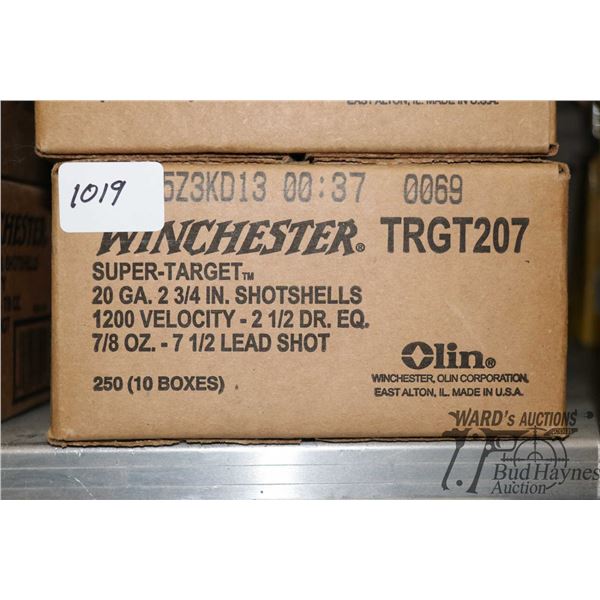 EAST ALTON, IL. MADE IN U.S.A.
1019
5Z3KD13 00:37 0069
WINCHESTER® TRGT207
SUPER-TARGET™
20 GA. 2 3/4 IN. SHOTSHELLS
1200 VELOCITY - 2 1/2 DR. EQ.
7/8 OZ. - 7 1/2 LEAD SHOT
250 (10 BOXES)
Olin®
WINCHESTER, OLIN CORPORATION,
EAST ALTON, IL. MADE IN U.S.A.
WARD's AUCTIONS
Bud Haynes
Auction